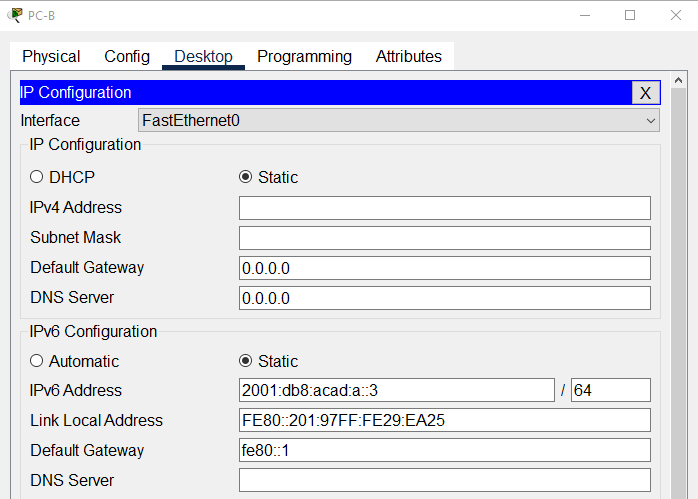 PC-B
Physical Config Desktop Programming Attributes
IP Configuration X
Interface FastEthernet0
IP Configuration
DHCP Static
IPv4 Address
Subnet Mask
Default Gateway 0.0.0.0
DNS Server 0.0.0.0
IPv6 Configuration
Automatic Static
IPv6 Address 2001:db8:acad:a::3 / 64
Link Local Address FE80::201:97FF:FE29:EA25
Default Gateway fe80::1
DNS Server